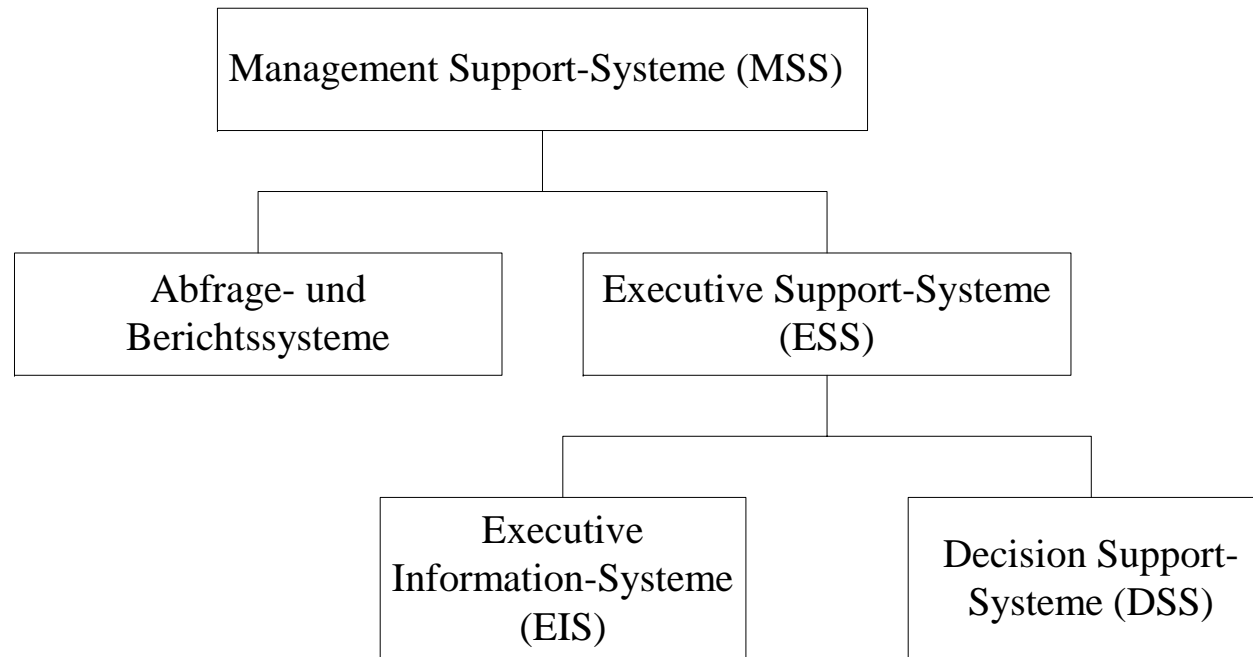 Management Support-Systeme (MSS)
Abfrage- und
Berichtssysteme
Executive Support-Systeme
(ESS)
Executive
Information-Systeme
(EIS)
Decision Support-
Systeme (DSS)